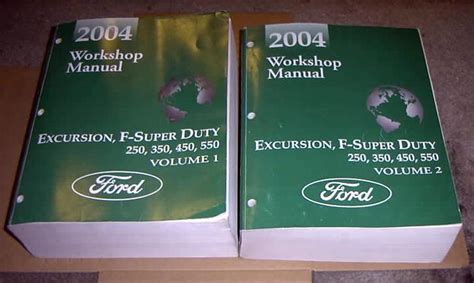 2004
Workshop
Manual
EXCURSION, F-SUPER DUTY
250, 350, 450, 550
VOLUME 1
Ford
2004
Workshop
Manual
EXCURSION, F-SUPER DUTY
250, 350, 450, 550
VOLUME 2
Ford